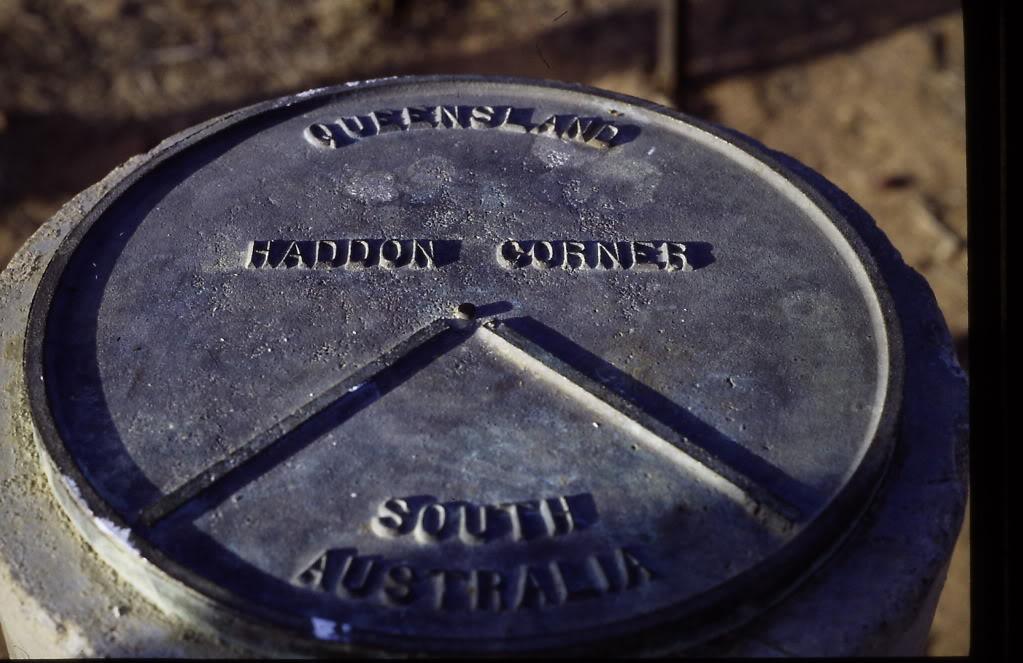 QUEENSLAND
HADDON CORNER
SOUTH
AUSTRALIA